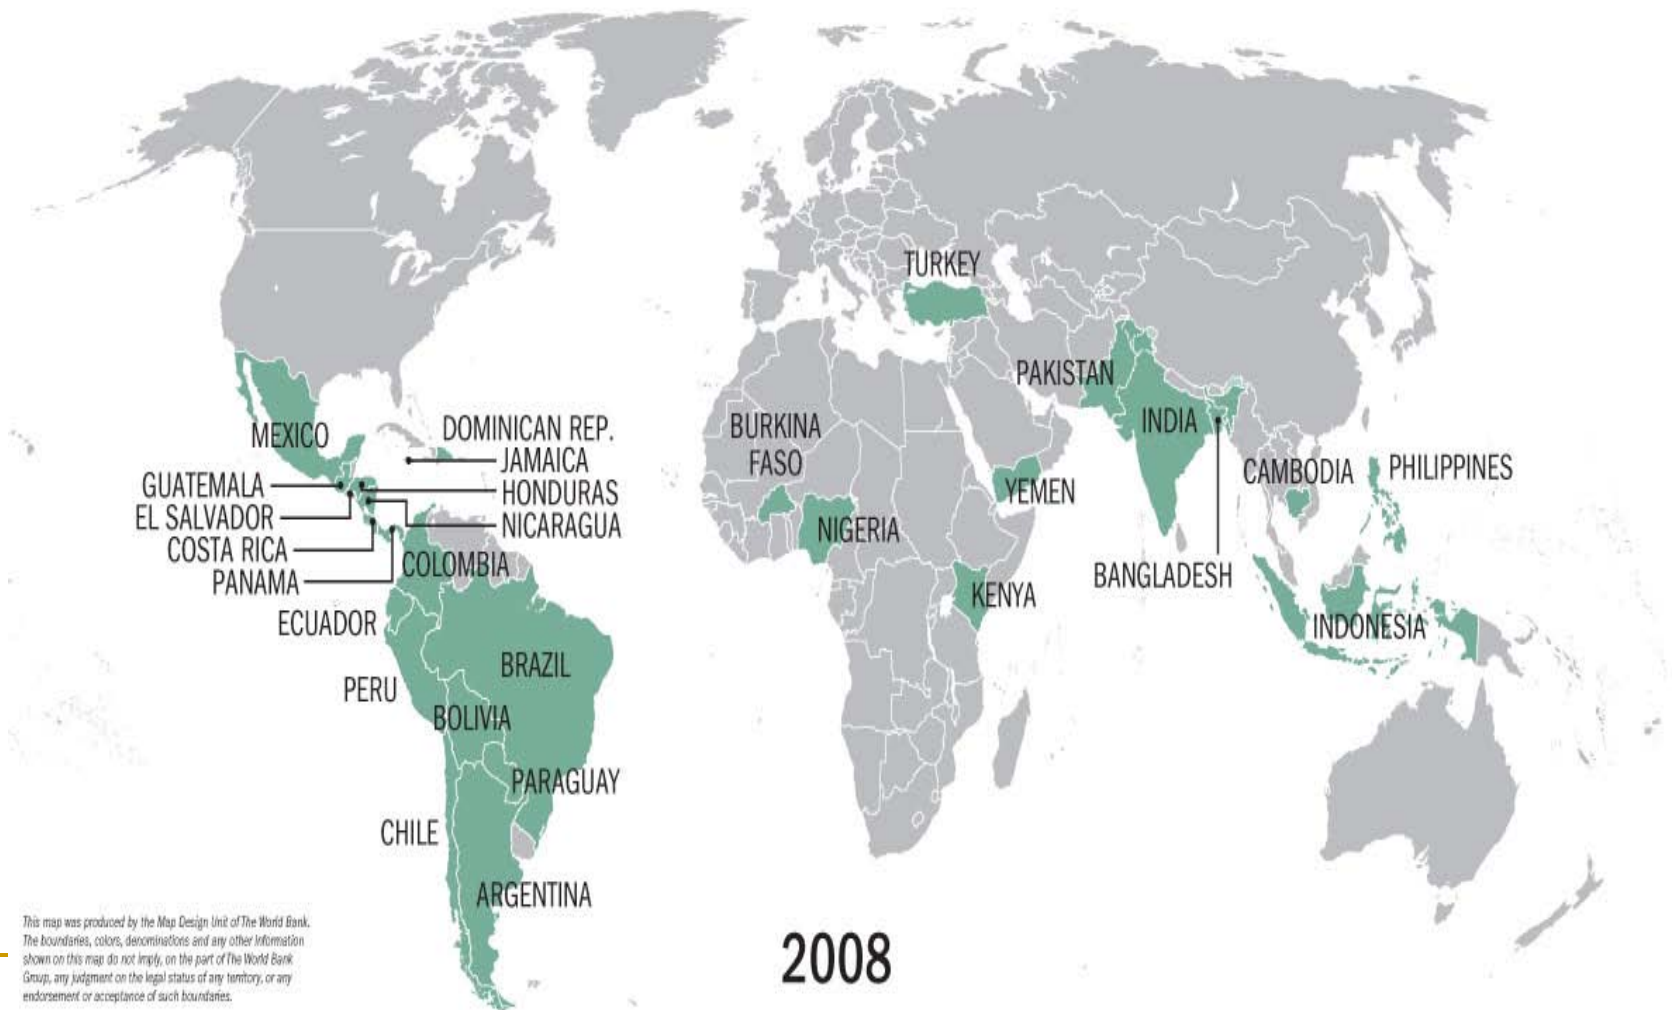 TURKEY
PAKISTAN
MEXICO
DOMINICAN REP.
JAMAICA
GUATEMALA
HONDURAS
EL SALVADOR
NICARAGUA
COSTA RICA
PANAMA
COLOMBIA
ECUADOR
PERU
BRAZIL
BOLIVIA
PARAGUAY
CHILE
ARGENTINA
BURKINA
FASO
NIGERIA
YEMEN
KENYA
INDIA
BANGLADESH
CAMBODIA
PHILIPPINES
INDONESIA
This map was produced by the Map Design Unit of The World Bank.
The boundaries, colors, denominations and any other information
shown on this map do not imply, on the part of The World Bank
Group, any judgment on the legal status of any territory, or any
endorsement or acceptance of such boundaries.
2008